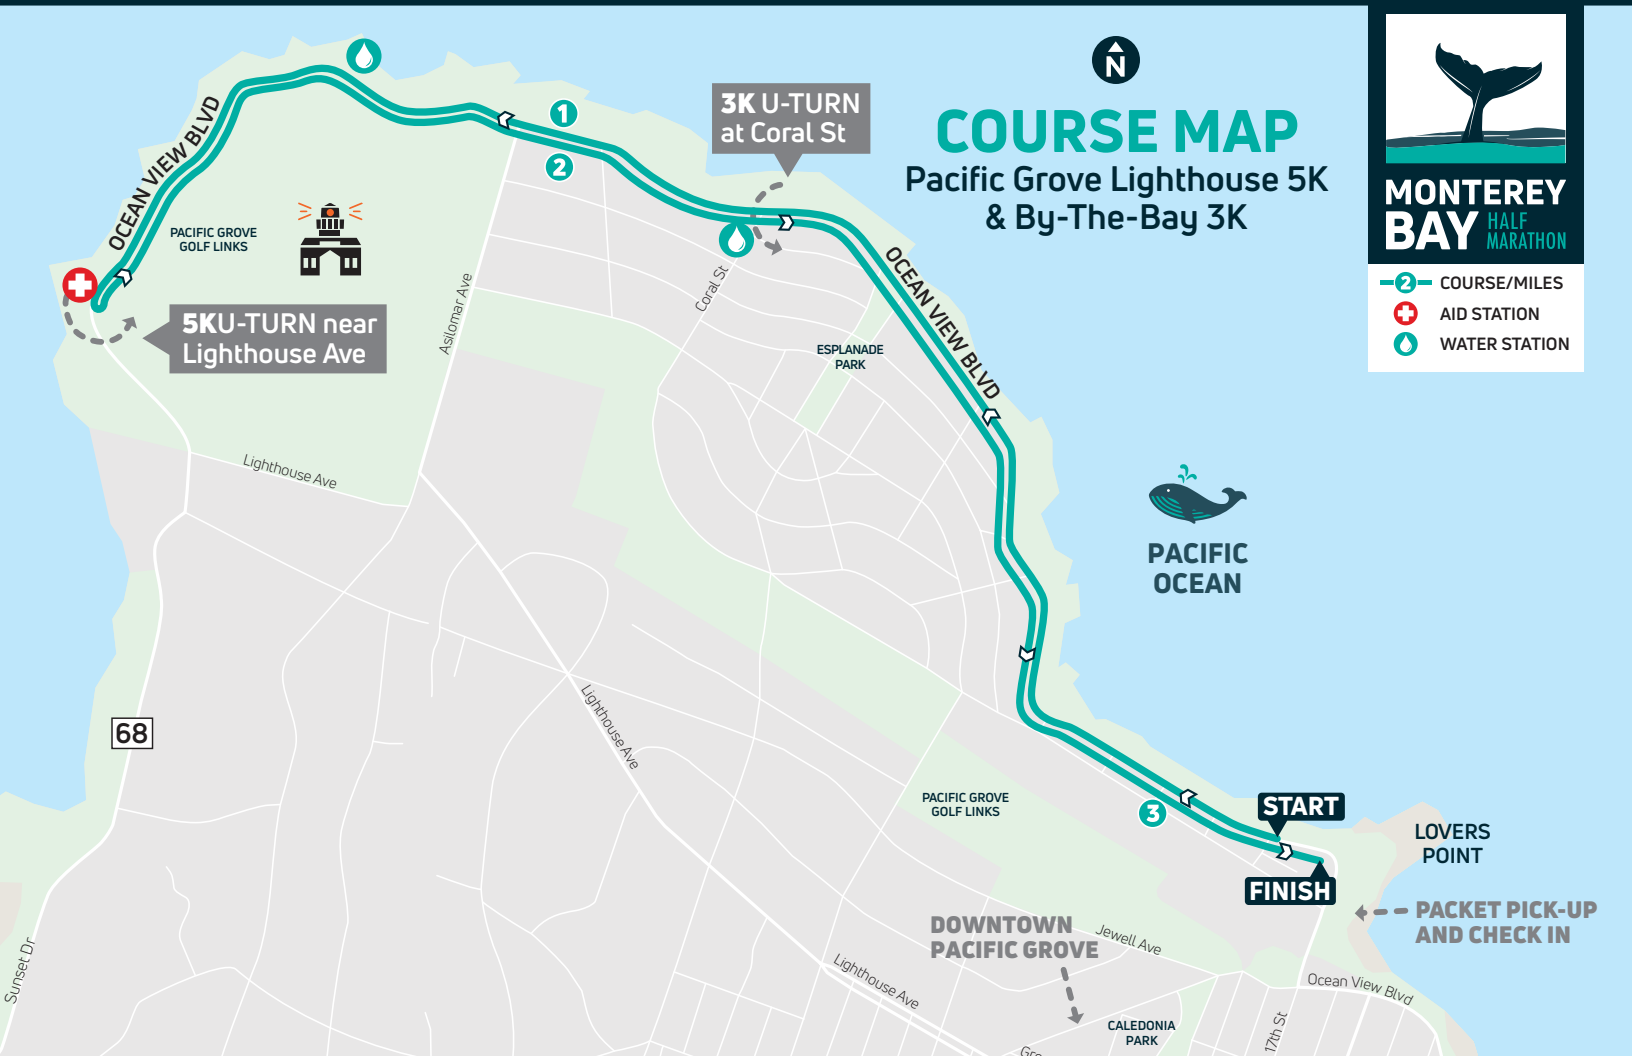 N
COURSE MAP
Pacific Grove Lighthouse 5K
& By-The-Bay 3K
MONTEREY
BAY HALF
MARATHON
2 COURSE/MILES
AID STATION
WATER STATION
3K U-TURN
at Coral St
1
2
OCEAN VIEW BLVD
PACIFIC GROVE
GOLF LINKS
5KU-TURN near
Lighthouse Ave
Asilomar Ave
Coral St
OCEAN VIEW BLVD
ESPLANADE
PARK
Lighthouse Ave
PACIFIC
OCEAN
68
Lighthouse Ave
PACIFIC GROVE
GOLF LINKS
3
START
FINISH
LOVERS
POINT
PACKET PICK-UP
AND CHECK IN
DOWNTOWN
PACIFIC GROVE
Jewell Ave
Sunset Dr
Lighthouse Ave
Ocean View Blvd
CALEDONIA
PARK
17th St